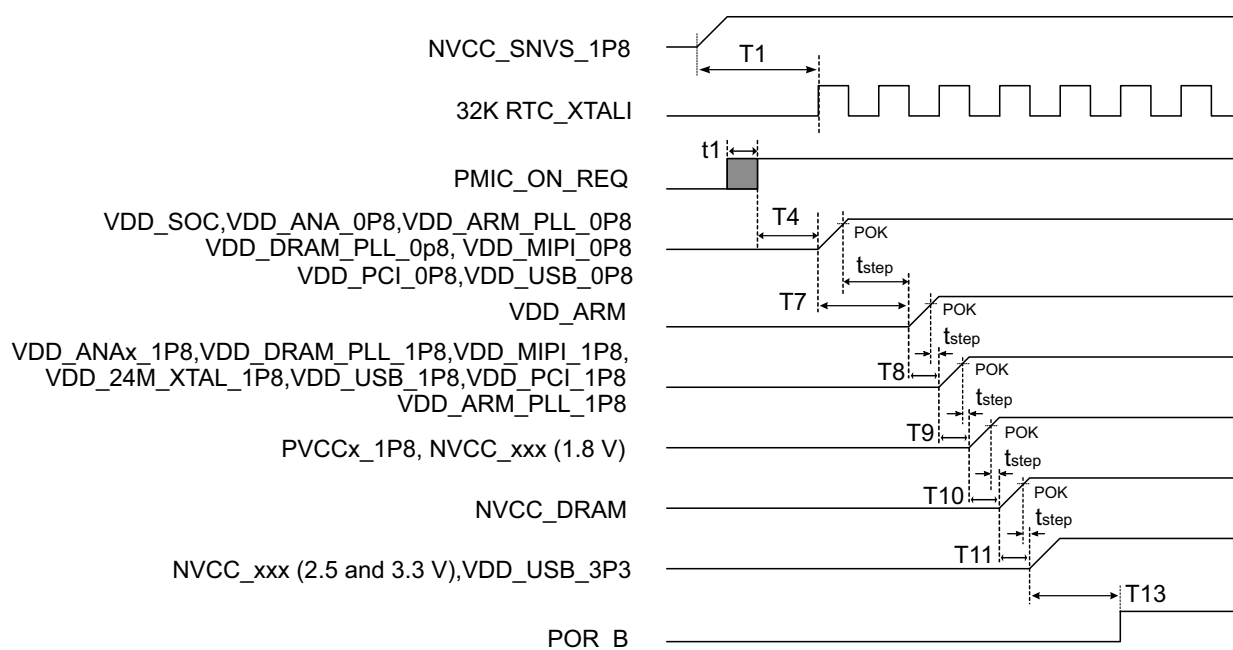 NVCC_SNVS_1P8
T1
32K RTC_XTALI
t1
PMIC_ON_REQ
VDD_SOC,VDD_ANA_0P8,VDD_ARM_PLL_0P8
T4
POK
VDD_DRAM_PLL_0p8, VDD_MIPI_0P8
VDD_PCI_0P8,VDD_USB_0P8
tstep
T7
VDD_ARM
POK
VDD_ANAx_1P8,VDD_DRAM_PLL_1P8,VDD_MIPI_1P8,
tstep
VDD_24M_XTAL_1P8,VDD_USB_1P8,VDD_PCI_1P8
T8
POK
VDD_ARM_PLL_1P8
tstep
T9
POK
PVCCx_1P8, NVCC_xxx (1.8 V)
tstep
T10
POK
NVCC_DRAM
tstep
T11
NVCC_xxx (2.5 and 3.3 V),VDD_USB_3P3
T13
POR_B